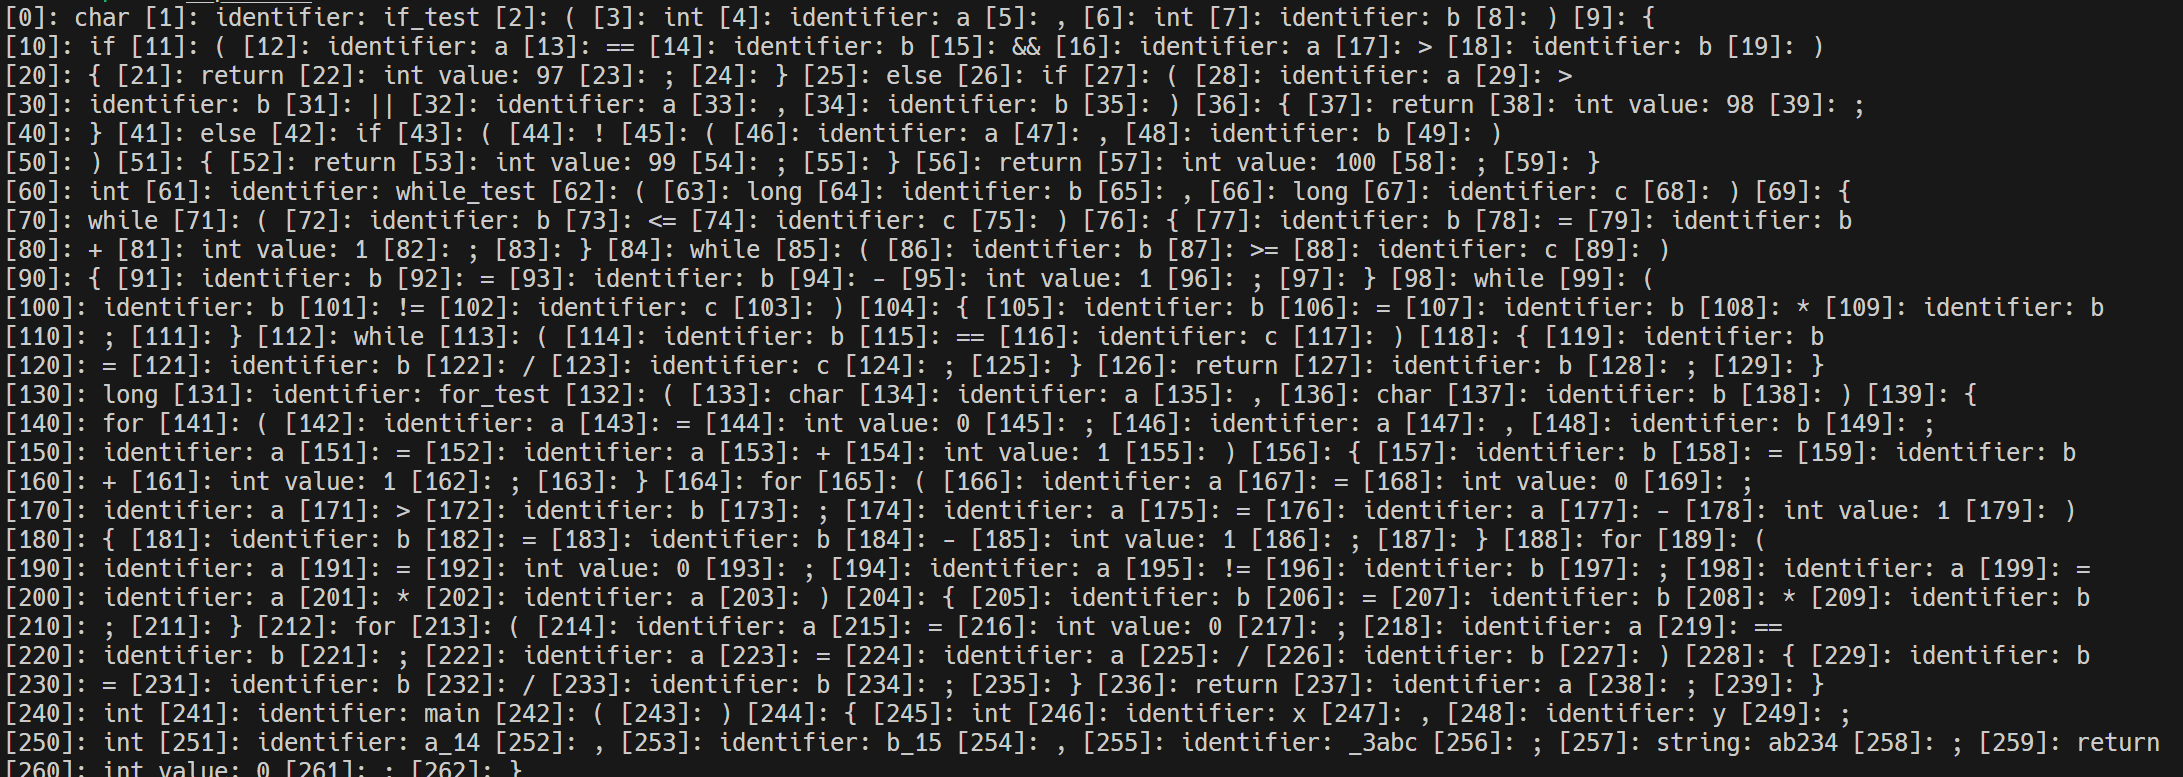 [0]: char [1]: identifier: if_test [2]: ( [3]: int [4]: identifier: a [5]: , [6]: int [7]: identifier: b [8]: ) [9]: {
[10]: if [11]: ( [12]: identifier: a [13]: == [14]: identifier: b [15]: && [16]: identifier: a [17]: > [18]: identifier: b [19]: )
[20]: { [21]: return [22]: int value: 97 [23]: ; [24]: } [25]: else [26]: if [27]: ( [28]: identifier: a [29]: >
[30]: identifier: b [31]: || [32]: identifier: a [33]: , [34]: identifier: b [35]: ) [36]: { [37]: return [38]: int value: 98 [39]: ;
[40]: } [41]: else [42]: if [43]: ( [44]: ! [45]: ( [46]: identifier: a [47]: , [48]: identifier: b [49]: )
[50]: ) [51]: { [52]: return [53]: int value: 99 [54]: ; [55]: } [56]: return [57]: int value: 100 [58]: ; [59]: }
[60]: int [61]: identifier: while_test [62]: ( [63]: long [64]: identifier: b [65]: , [66]: long [67]: identifier: c [68]: ) [69]: {
[70]: while [71]: ( [72]: identifier: b [73]: <= [74]: identifier: c [75]: ) [76]: { [77]: identifier: b [78]: = [79]: identifier: b
[80]: + [81]: int value: 1 [82]: ; [83]: } [84]: while [85]: ( [86]: identifier: b [87]: >= [88]: identifier: c [89]: )
[90]: { [91]: identifier: b [92]: = [93]: identifier: b [94]: - [95]: int value: 1 [96]: ; [97]: } [98]: while [99]: (
[100]: identifier: b [101]: != [102]: identifier: c [103]: ) [104]: { [105]: identifier: b [106]: = [107]: identifier: b [108]: * [109]: identifier: b
[110]: ; [111]: } [112]: while [113]: ( [114]: identifier: b [115]: == [116]: identifier: c [117]: ) [118]: { [119]: identifier: b
[120]: = [121]: identifier: b [122]: / [123]: identifier: c [124]: ; [125]: } [126]: return [127]: identifier: b [128]: ; [129]: }
[130]: long [131]: identifier: for_test [132]: ( [133]: char [134]: identifier: a [135]: , [136]: char [137]: identifier: b [138]: ) [139]: {
[140]: for [141]: ( [142]: identifier: a [143]: = [144]: int value: 0 [145]: ; [146]: identifier: a [147]: , [148]: identifier: b [149]: ;
[150]: identifier: a [151]: = [152]: identifier: a [153]: + [154]: int value: 1 [155]: ) [156]: { [157]: identifier: b [158]: = [159]: identifier: b
[160]: + [161]: int value: 1 [162]: ; [163]: } [164]: for [165]: ( [166]: identifier: a [167]: = [168]: int value: 0 [169]: ;
[170]: identifier: a [171]: > [172]: identifier: b [173]: ; [174]: identifier: a [175]: = [176]: identifier: a [177]: - [178]: int value: 1 [179]: )
[180]: { [181]: identifier: b [182]: = [183]: identifier: b [184]: - [185]: int value: 1 [186]: ; [187]: } [188]: for [189]: (
[190]: identifier: a [191]: = [192]: int value: 0 [193]: ; [194]: identifier: a [195]: != [196]: identifier: b [197]: ; [198]: identifier: a [199]: =
[200]: identifier: a [201]: * [202]: identifier: a [203]: ) [204]: { [205]: identifier: b [206]: = [207]: identifier: b [208]: * [209]: identifier: b
[210]: ; [211]: } [212]: for [213]: ( [214]: identifier: a [215]: = [216]: int value: 0 [217]: ; [218]: identifier: a [219]: ==
[220]: identifier: b [221]: ; [222]: identifier: a [223]: = [224]: identifier: a [225]: / [226]: identifier: b [227]: ) [228]: { [229]: identifier: b
[230]: = [231]: identifier: b [232]: / [233]: identifier: b [234]: ; [235]: } [236]: return [237]: identifier: a [238]: ; [239]: }
[240]: int [241]: identifier: main [242]: ( [243]: ) [244]: { [245]: int [246]: identifier: x [247]: , [248]: identifier: y [249]: ;
[250]: int [251]: identifier: a_14 [252]: , [253]: identifier: b_15 [254]: , [255]: identifier: _3abc [256]: ; [257]: string: ab234 [258]: ; [259]: return
[260]: int value: 0 [261]: ; [262]: }